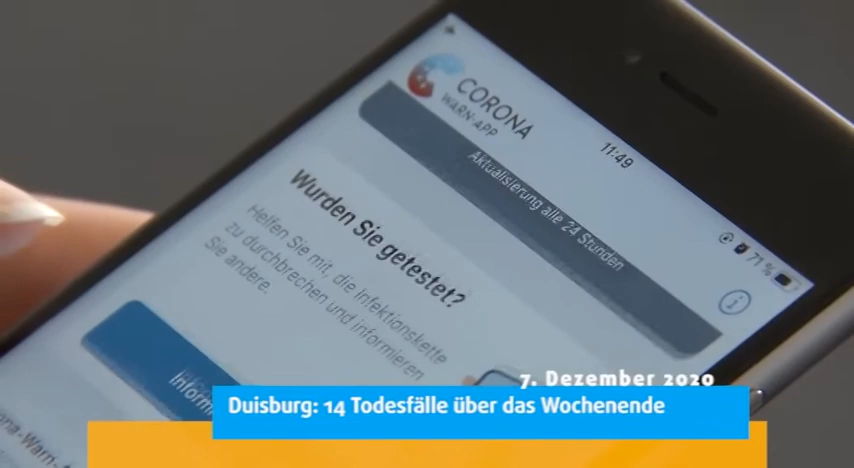 CORONA
WARN-APP
11:49
71 %
Aktualisierung alle 24 Stunden
Wurden Sie getestet?
Helfen Sie mit, die Infektionskette
zu durchbrechen und informieren
Sie andere.
7. Dezember 2020
Duisburg: 14 Todesfälle über das Wochenende